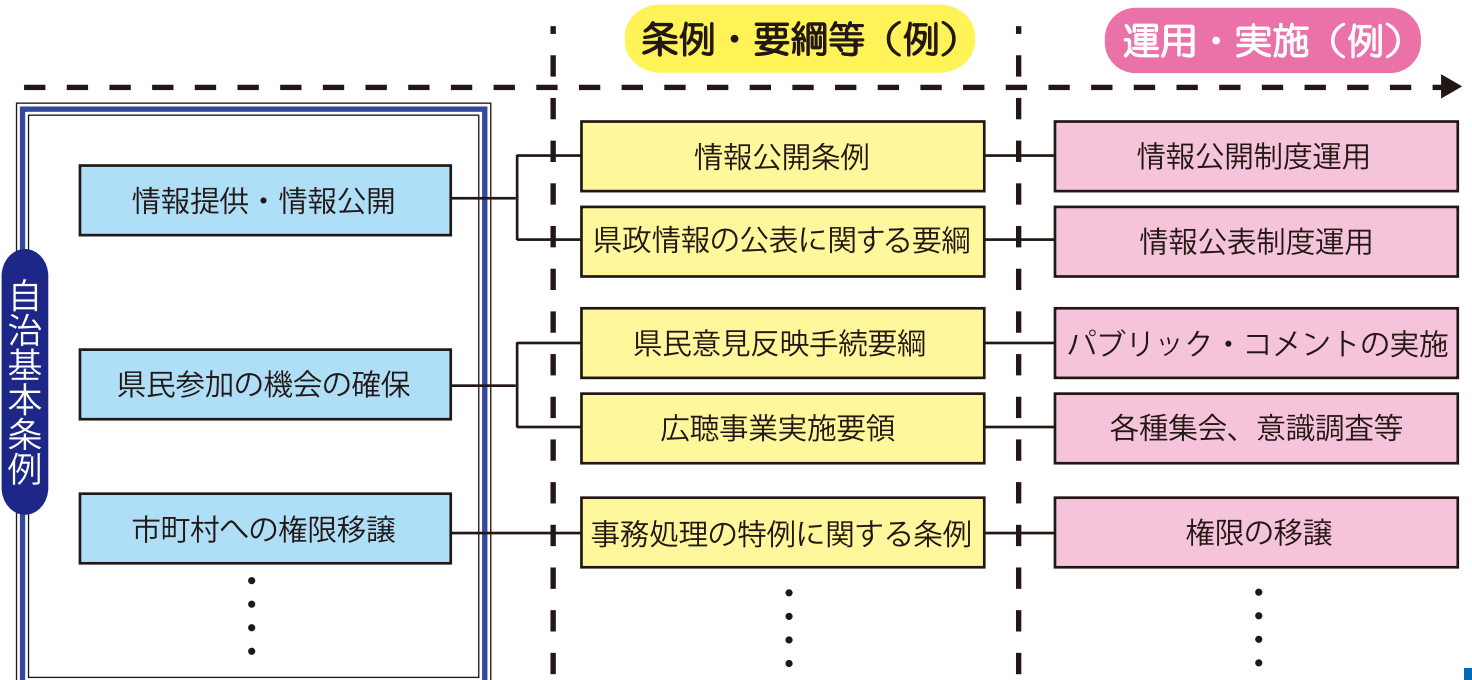 条例・要綱等（例）
運用・実施（例）
自治基本条例
情報提供・情報公開
情報公開条例
情報公開制度運用
県政情報の公表に関する要綱
情報公表制度運用
県民参加の機会の確保
県民意見反映手続要綱
パブリック・コメントの実施
広聴事業実施要領
各種集会、意識調査等
市町村への権限移譲
事務処理の特例に関する条例
権限の移譲